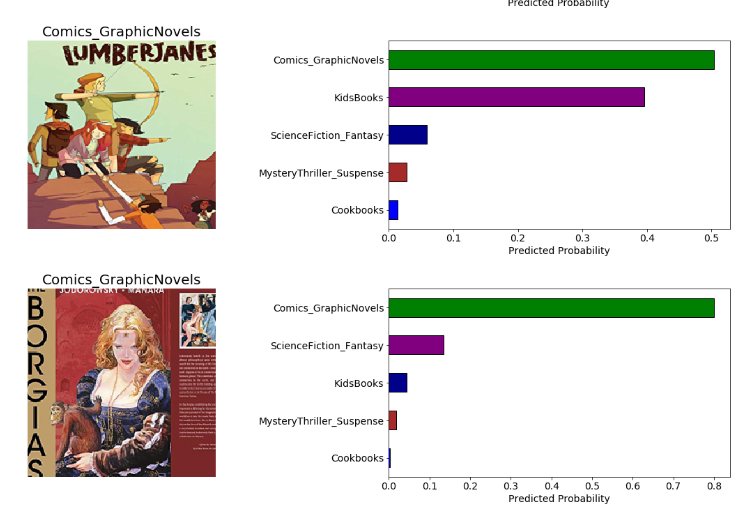 Predicted Probability
Comics_GraphicNovels
LUMBERJANES
Comics_GraphicNovels
KidsBooks
ScienceFiction_Fantasy
MysteryThriller_Suspense
Cookbooks
0.0 0.1 0.2 0.3 0.4 0.5
Predicted Probability
Comics_GraphicNovels
THE
JODOROWSKY · MANARA
BORGIAS
Comics_GraphicNovels
ScienceFiction_Fantasy
KidsBooks
MysteryThriller_Suspense
Cookbooks
0.0 0.1 0.2 0.3 0.4 0.5 0.6 0.7 0.8
Predicted Probability